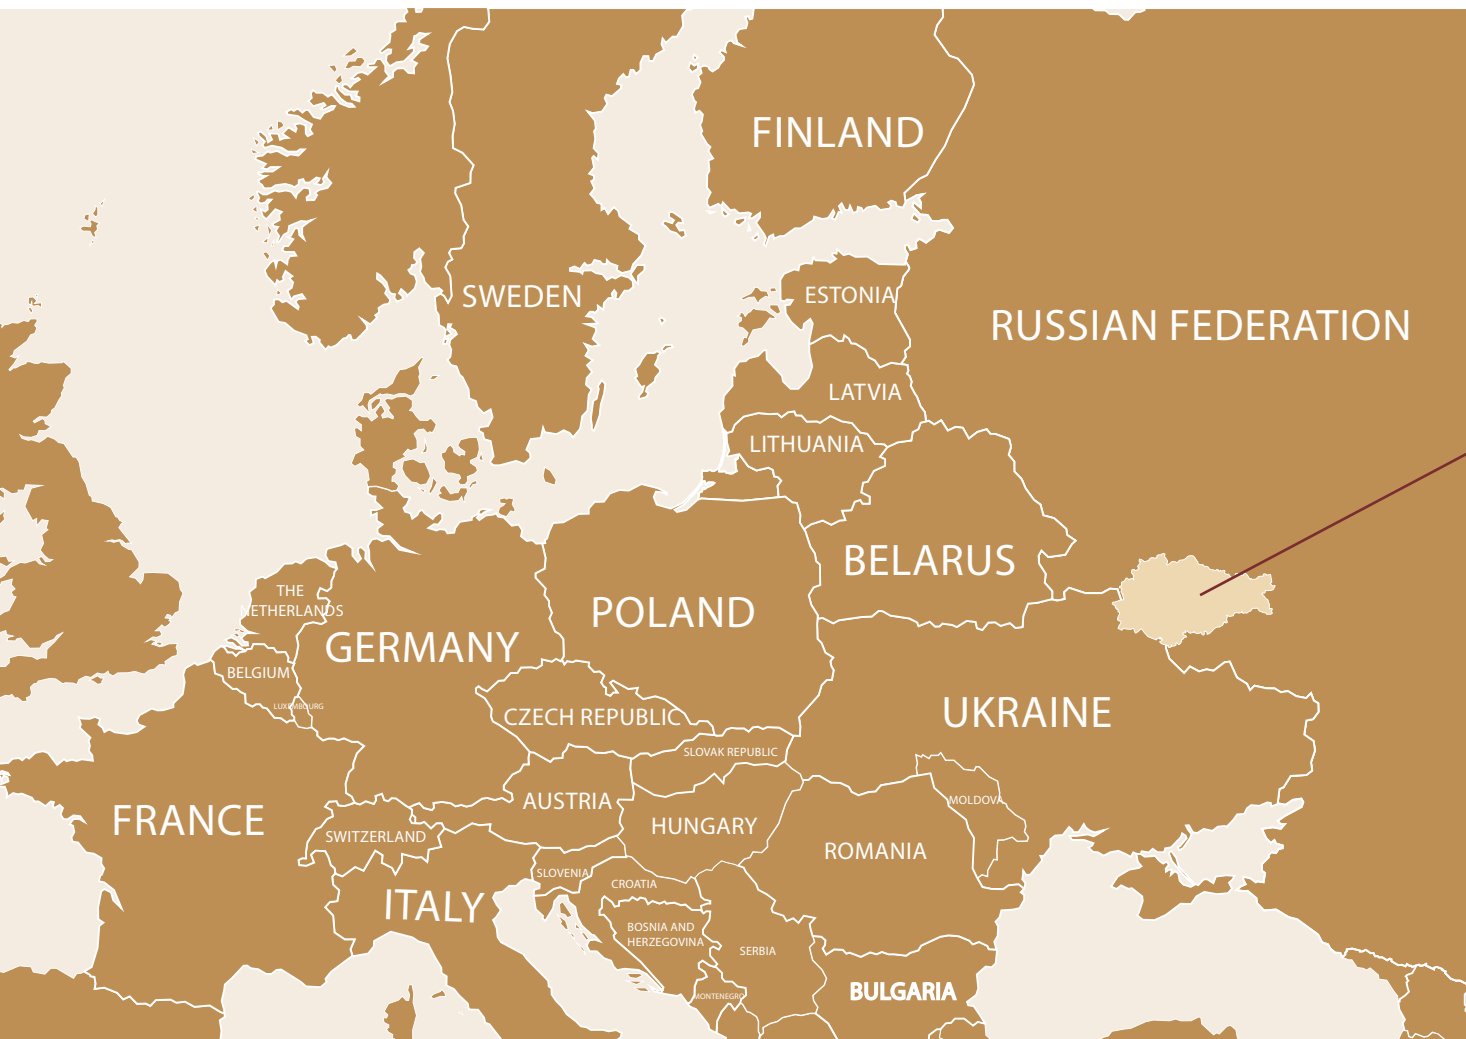 FINLAND
SWEDEN
ESTONIA
RUSSIAN FEDERATION
LATVIA
LITHUANIA
BELARUS
THE
NETHERLANDS
POLAND
GERMANY
BELGIUM
LUXEMBOURG
CZECH REPUBLIC
UKRAINE
SLOVAK REPUBLIC
AUSTRIA
MOLDOVA
FRANCE
SWITZERLAND
HUNGARY
ROMANIA
SLOVENIA
CROATIA
ITALY
BOSNIA AND
HERZEGOVINA
SERBIA
MONTENEGRO
BULGARIA